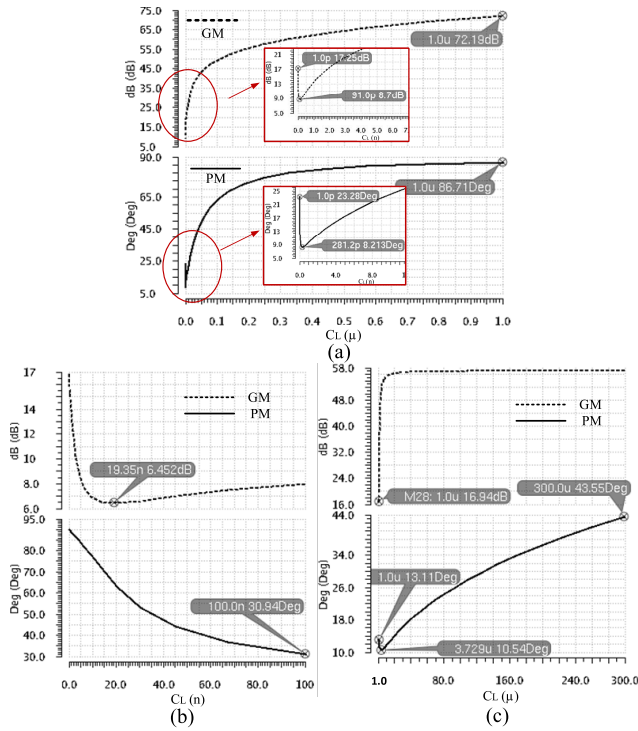 75.0
65.0
55.0
45.0
35.0
25.0
15.0
5.0
dB (dB)
GM
1.0u 72.19dB
25
21
17
13
9.0
5.0
dB (dB)
1.0p 17.25dB
91.0p 8.7dB
0.0 1.0 2.0 3.0 4.0 5.0 6.0 7
CL (n)
90.0
65.0
45.0
25.0
5.0
Deg (Deg)
PM
1.0u 86.71Deg
25
21
17
13
9.0
5.0
Deg (Deg)
1.0p 23.28Deg
281.2p 8.213Deg
0.0 4.0 8.0 1
CL (n)
0.0 0.1 0.2 0.3 0.4 0.5 0.6 0.7 0.8 0.9 1.0
CL (µ)
(a)
17
14
12
10
8.0
6.0
dB (dB)
GM
PM
19.35n 6.452dB
95.0
80.0
70.0
60.0
50.0
40.0
30.0
Deg (Deg)
100.0n 30.94Deg
0.0 20 40 60 80 100
CL (n)
(b)
58.0
48.0
38.0
28.0
24.0
16.0
dB (dB)
GM
PM
M28: 1.0u 16.94dB
300.0u 43.55Deg
44.0
34.0
26.0
18.0
10.0
Deg (Deg)
1.0u 13.11Deg
3.729u 10.54Deg
1.0 80.0 150.0 220.0 300.0
CL (µ)
(c)